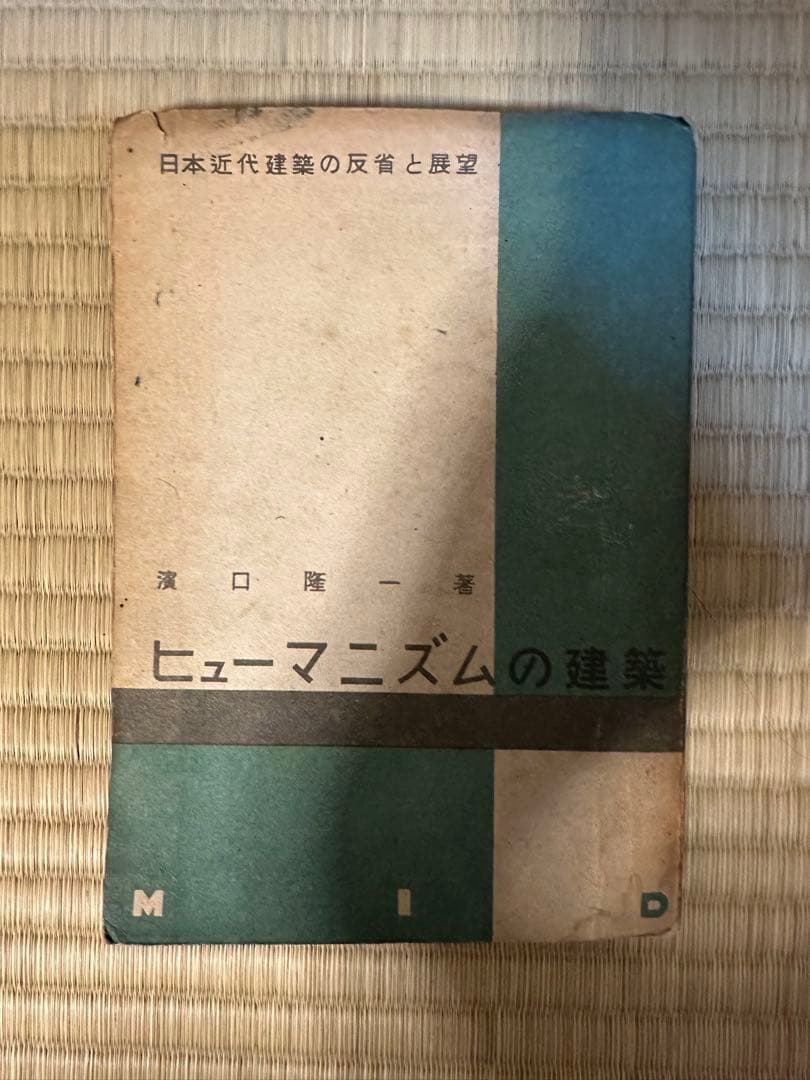 日本近代建築の反省と展望
濱口隆一著
ヒューマニズムの建築
MID